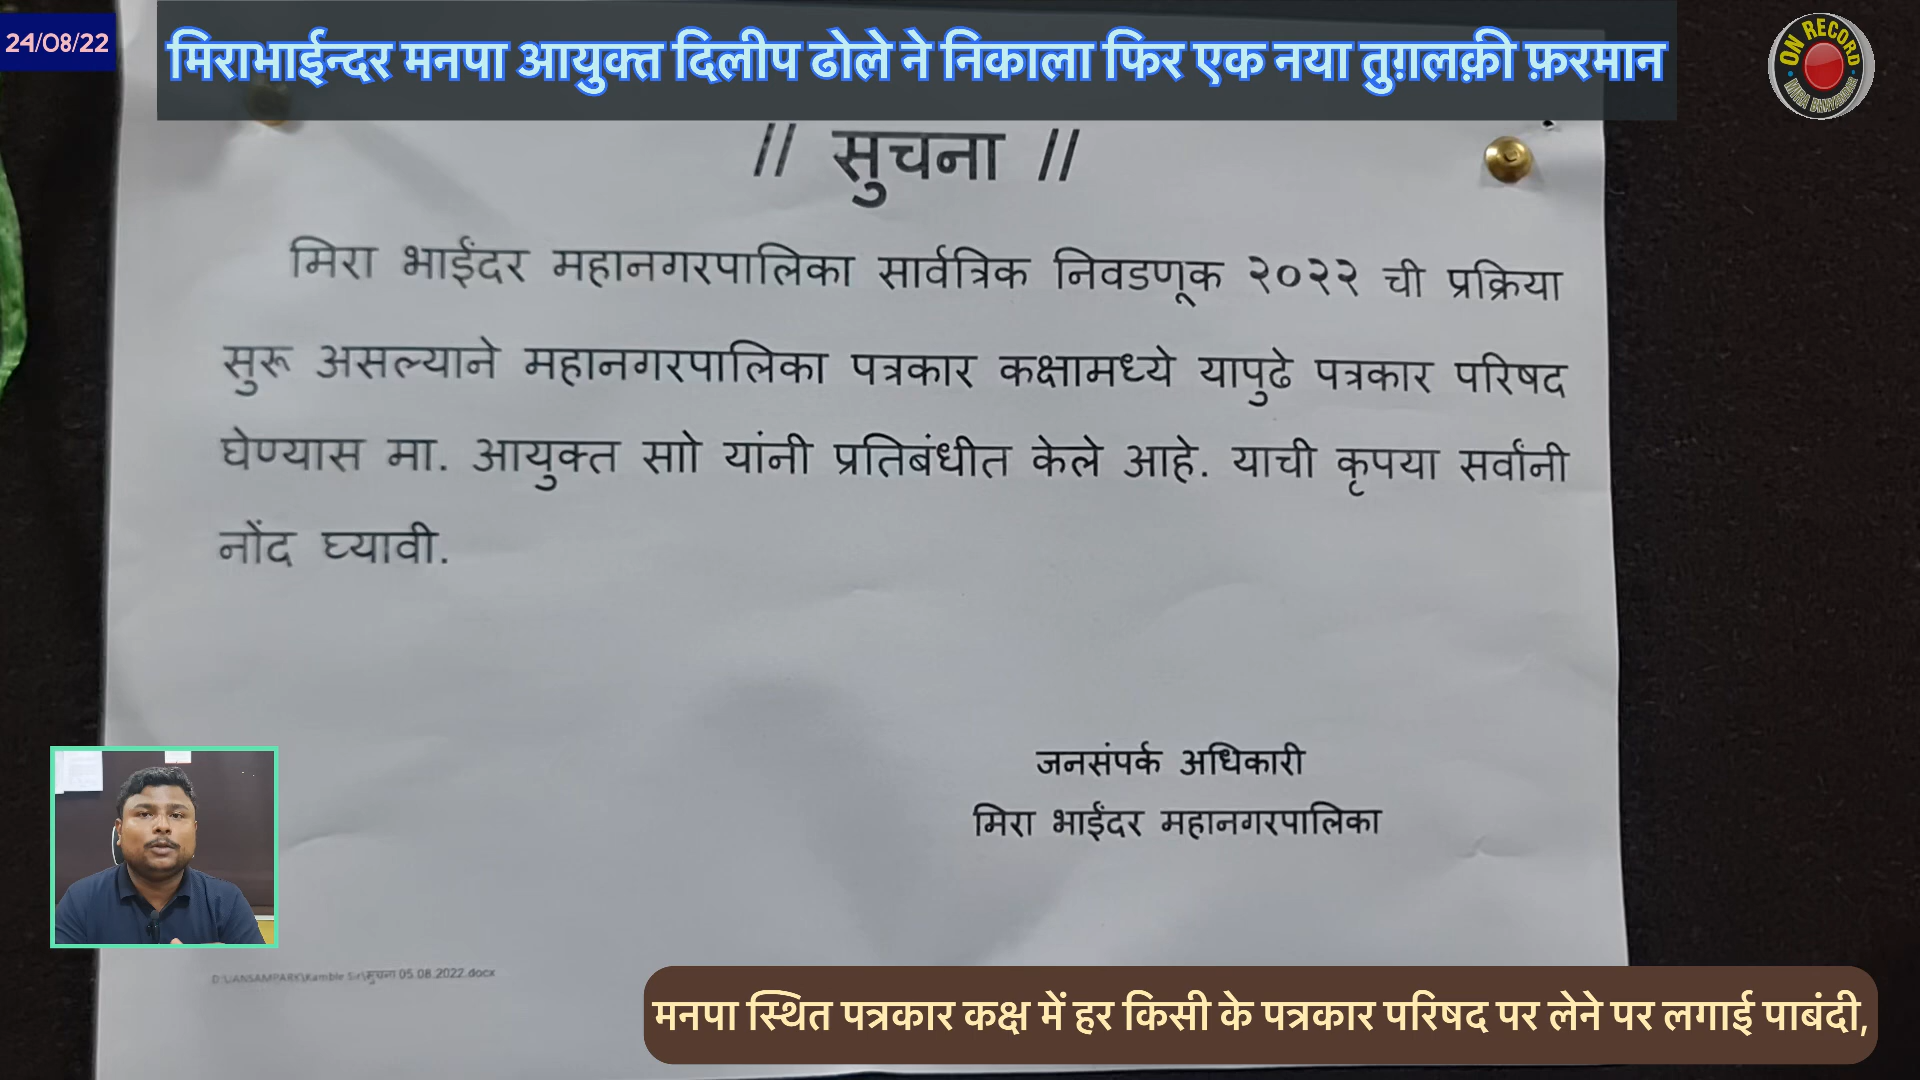 24/08/22
मिराभाईन्दर मनपा आयुक्त दिलीप ढोले ने निकाला फिर एक नया तुग़लक़ी फ़रमान
ON RECORD
MIRA BHAYANDAR
// सुचना //
मिरा भाईंदर महानगरपालिका सार्वत्रिक निवडणूक २०२२ ची प्रक्रिया
सुरू असल्याने महानगरपालिका पत्रकार कक्षामध्ये यापुढे पत्रकार परिषद
घेण्यास मा. आयुक्त साो यांनी प्रतिबंधीत केले आहे. याची कृपया सर्वांनी
नोंद घ्यावी.
जनसंपर्क अधिकारी
मिरा भाईंदर महानगरपालिका
D:\JANSAMPARK\Kamble Sir\सुचना 05.08.2022.docx
मनपा स्थित पत्रकार कक्ष में हर किसी के पत्रकार परिषद पर लेने पर लगाई पाबंदी,